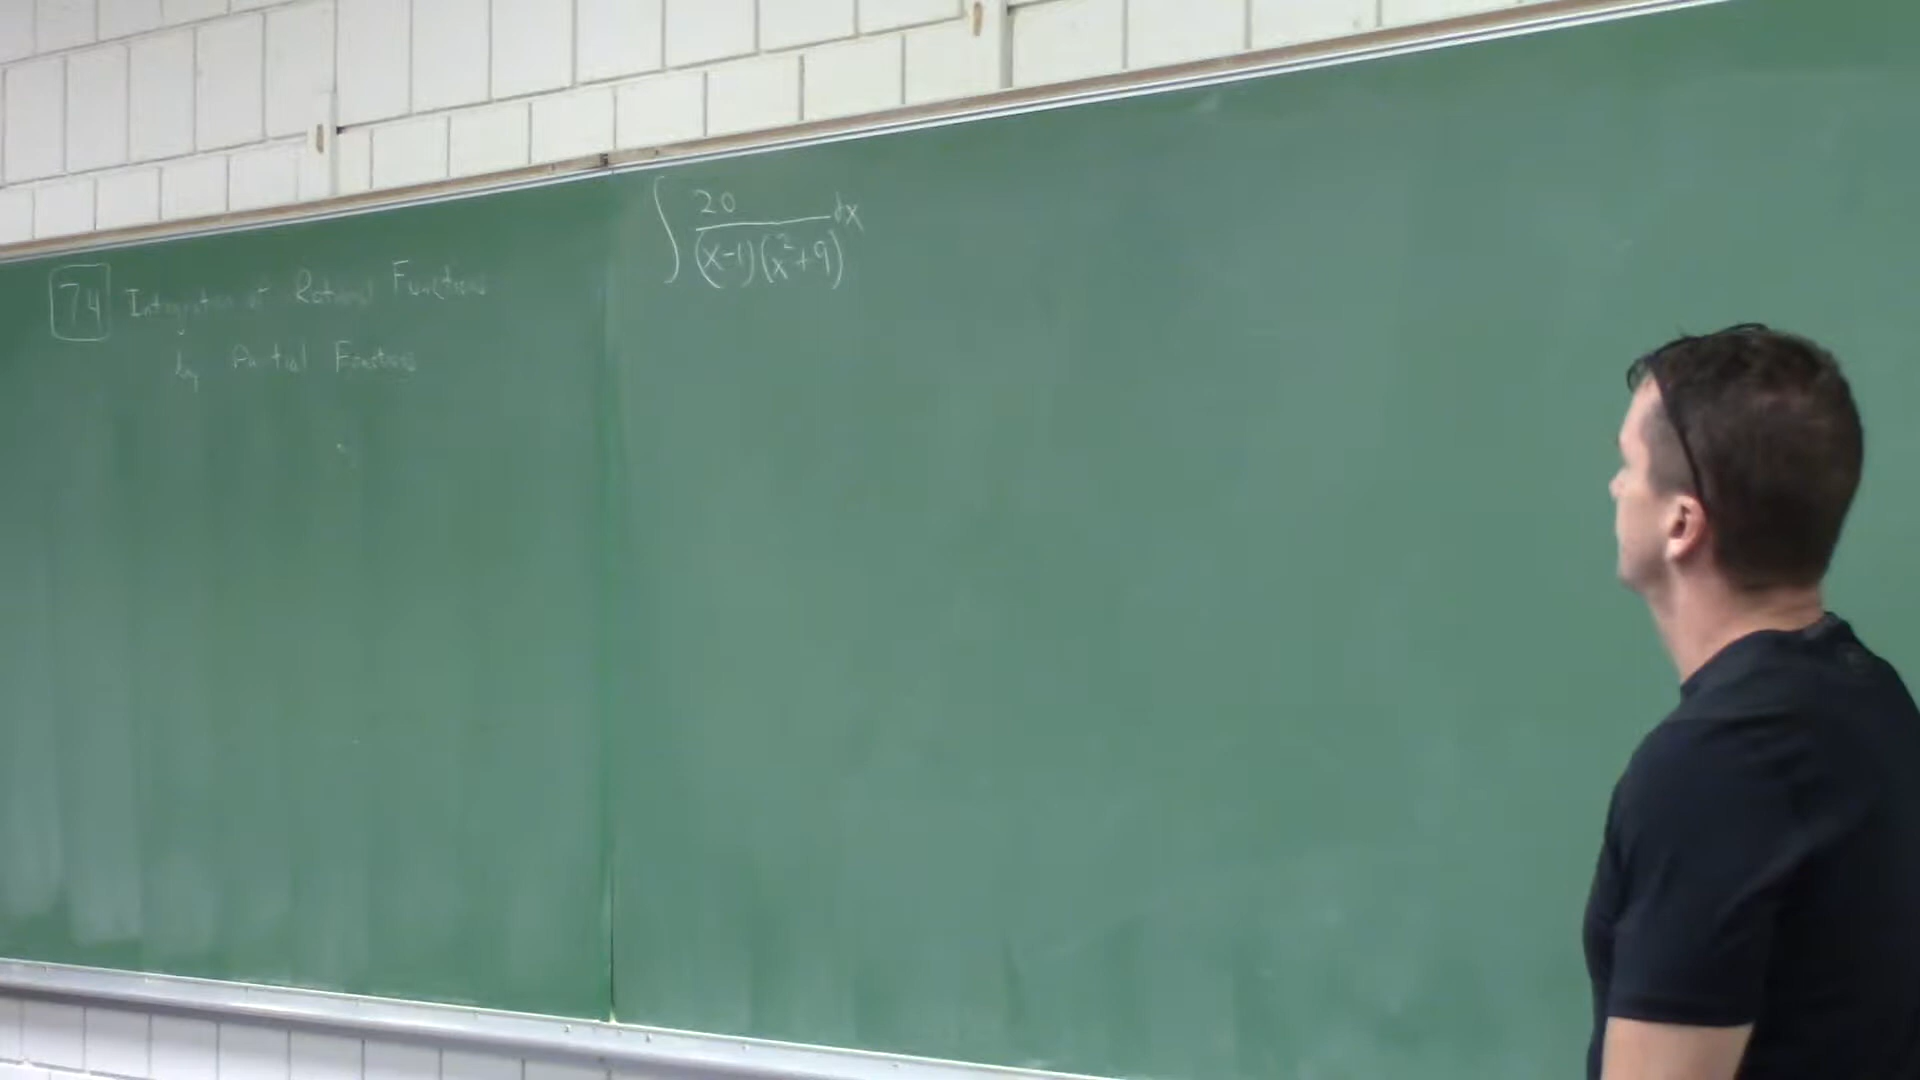 7.4 Integration of Rational Functions
by Partial Fractions
∫ 20 / (x-1)(x²+9) dx